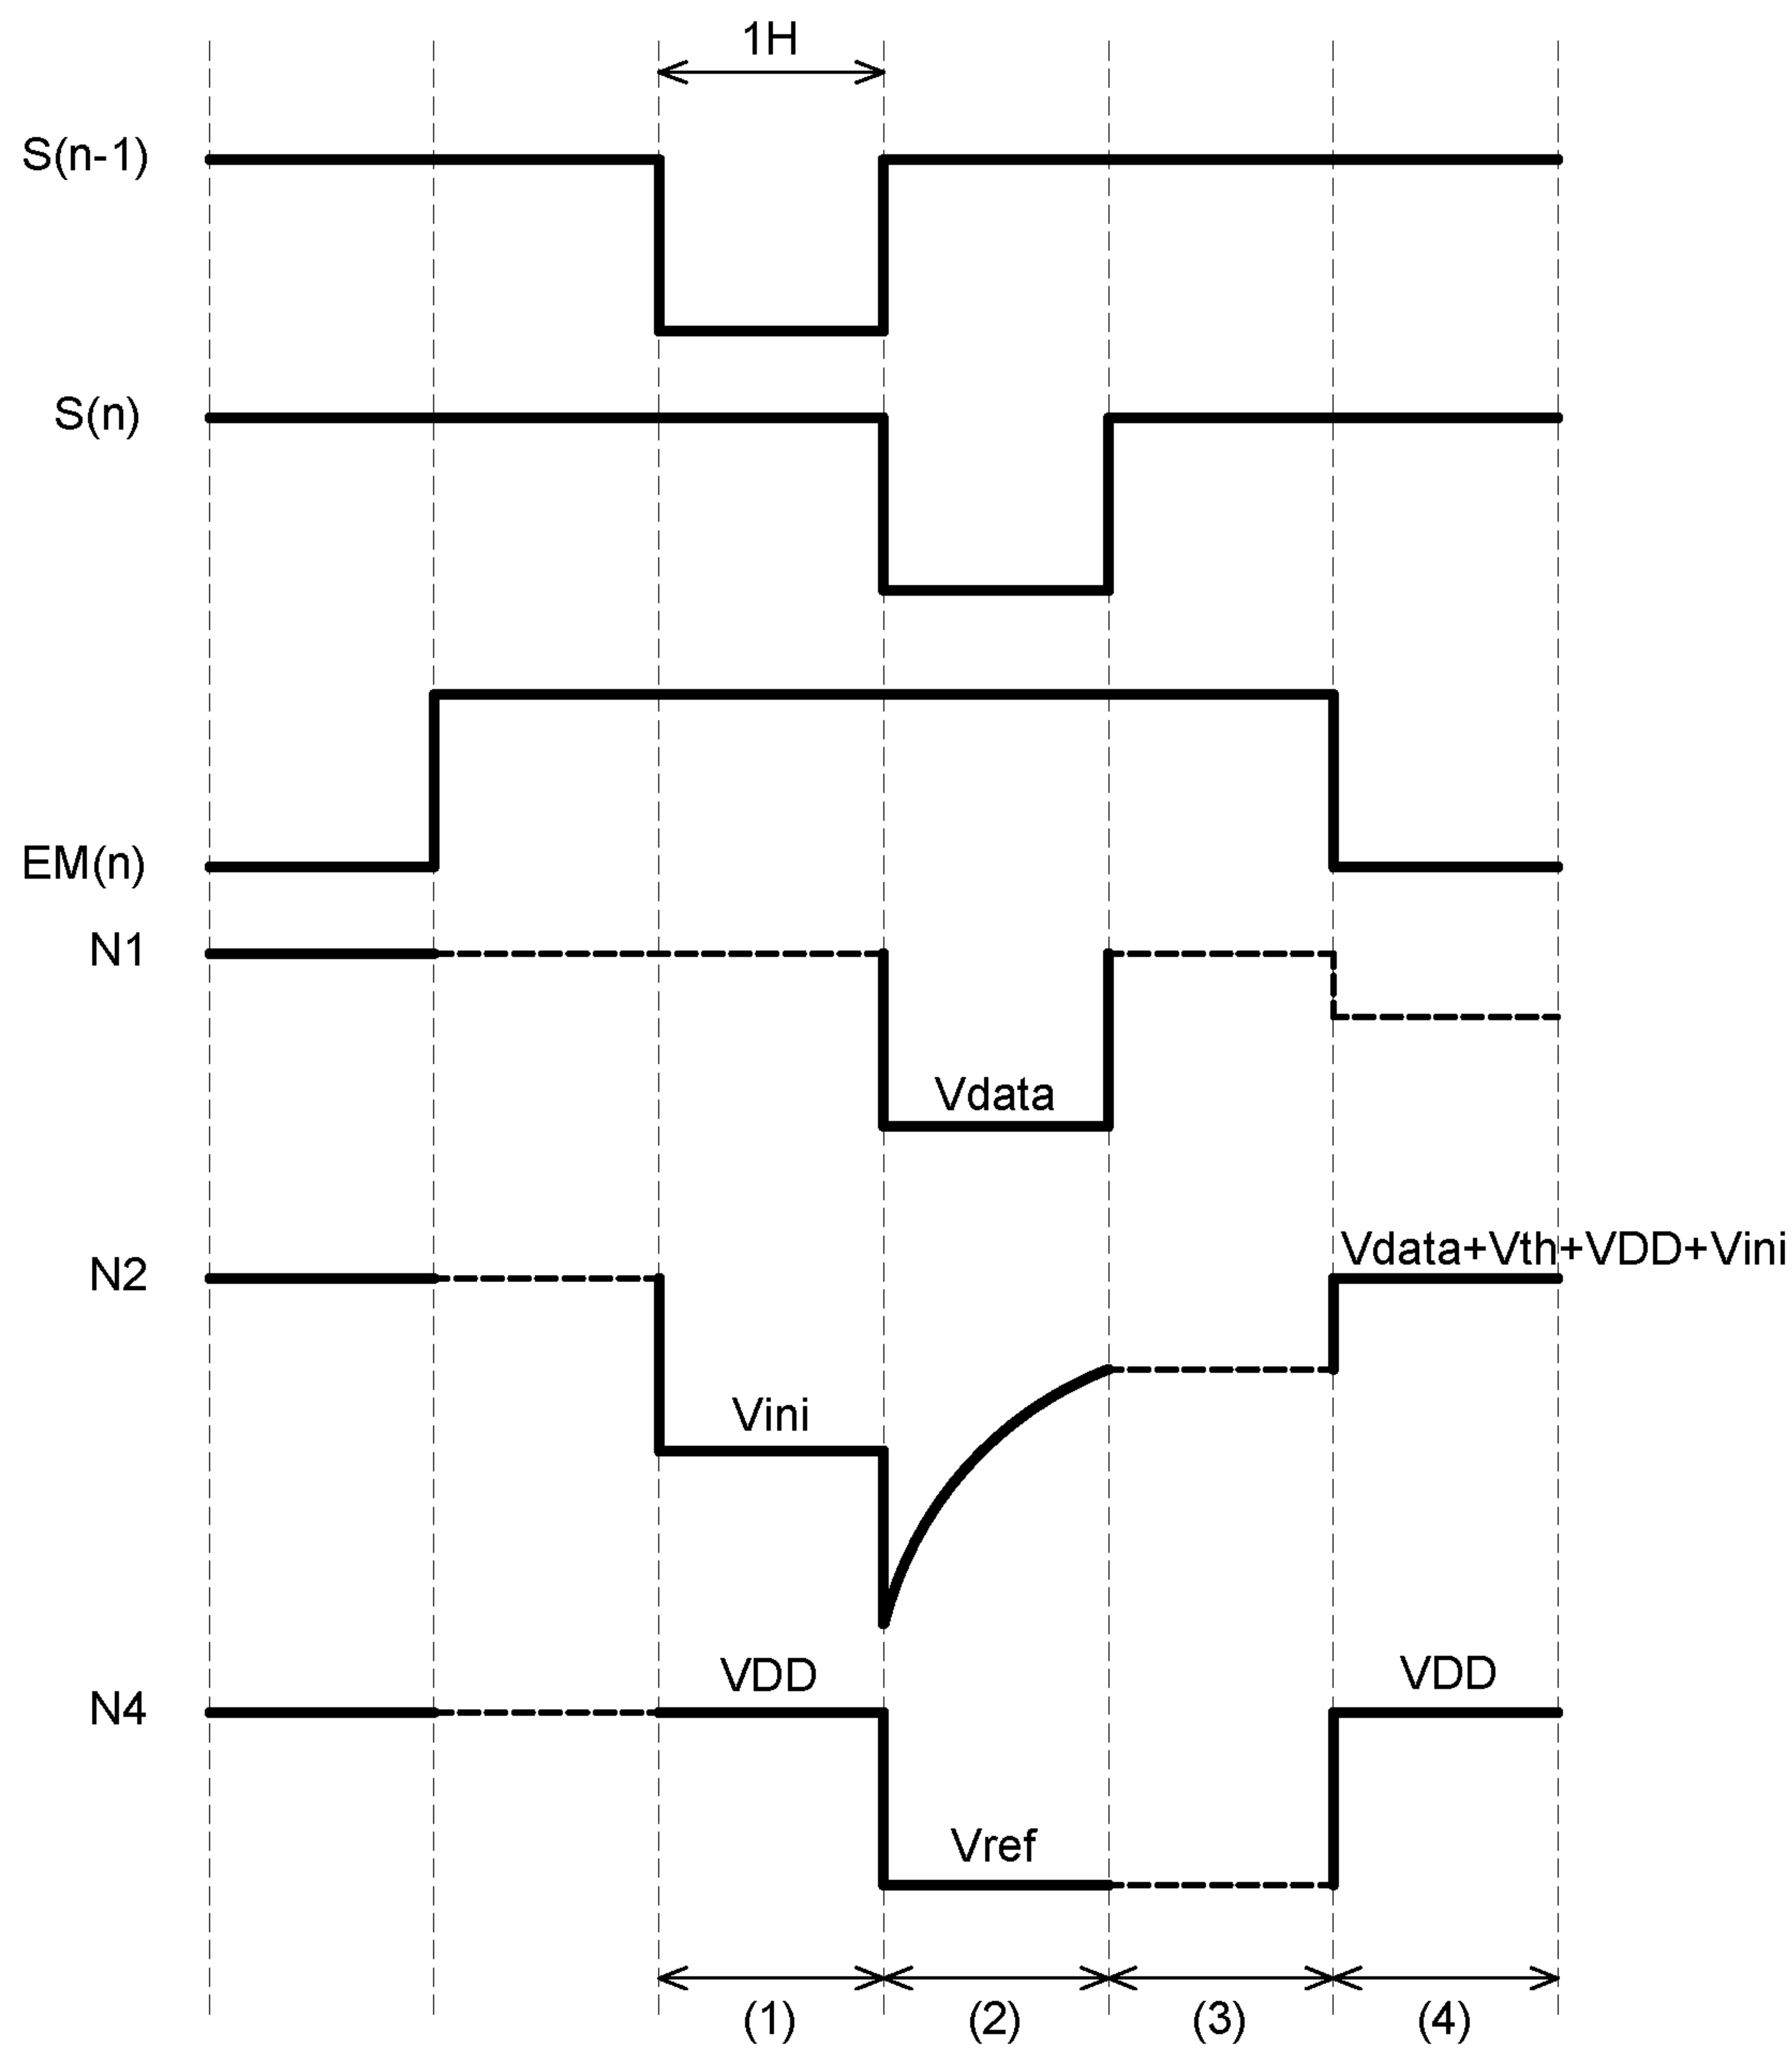 1H
S(n-1)
S(n)
EM(n)
N1
Vdata
Vdata+Vth+VDD+Vini
N2
Vini
VDD
VDD
N4
Vref
(1)
(2)
(3)
(4)